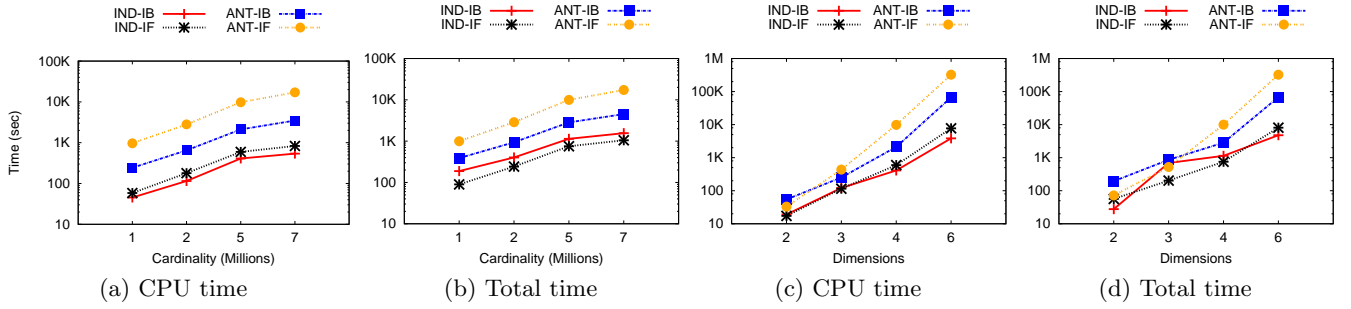 IND-IB
IND-IF
ANT-IB
ANT-IF
Time (sec)
100K
10K
1K
100
10
1
2
5
7
Cardinality (Millions)
(a) CPU time
IND-IB
IND-IF
ANT-IB
ANT-IF
100K
10K
1K
100
10
1
2
5
7
Cardinality (Millions)
(b) Total time
IND-IB
IND-IF
ANT-IB
ANT-IF
1M
100K
10K
1K
100
10
2
3
4
6
Dimensions
(c) CPU time
IND-IB
IND-IF
ANT-IB
ANT-IF
1M
100K
10K
1K
100
10
2
3
4
6
Dimensions
(d) Total time